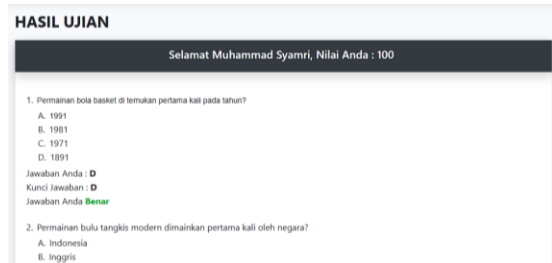 HASIL UJIAN
Selamat Muhammad Syamri, Nilai Anda : 100
1. Permainan bola basket di temukan pertama kali pada tahun?
A. 1991
B. 1981
C. 1971
D. 1891
Jawaban Anda : D
Kunci Jawaban : D
Jawaban Anda Benar
2. Permainan bulu tangkis modern dimainkan pertama kali oleh negara?
A. Indonesia
B. Inggris